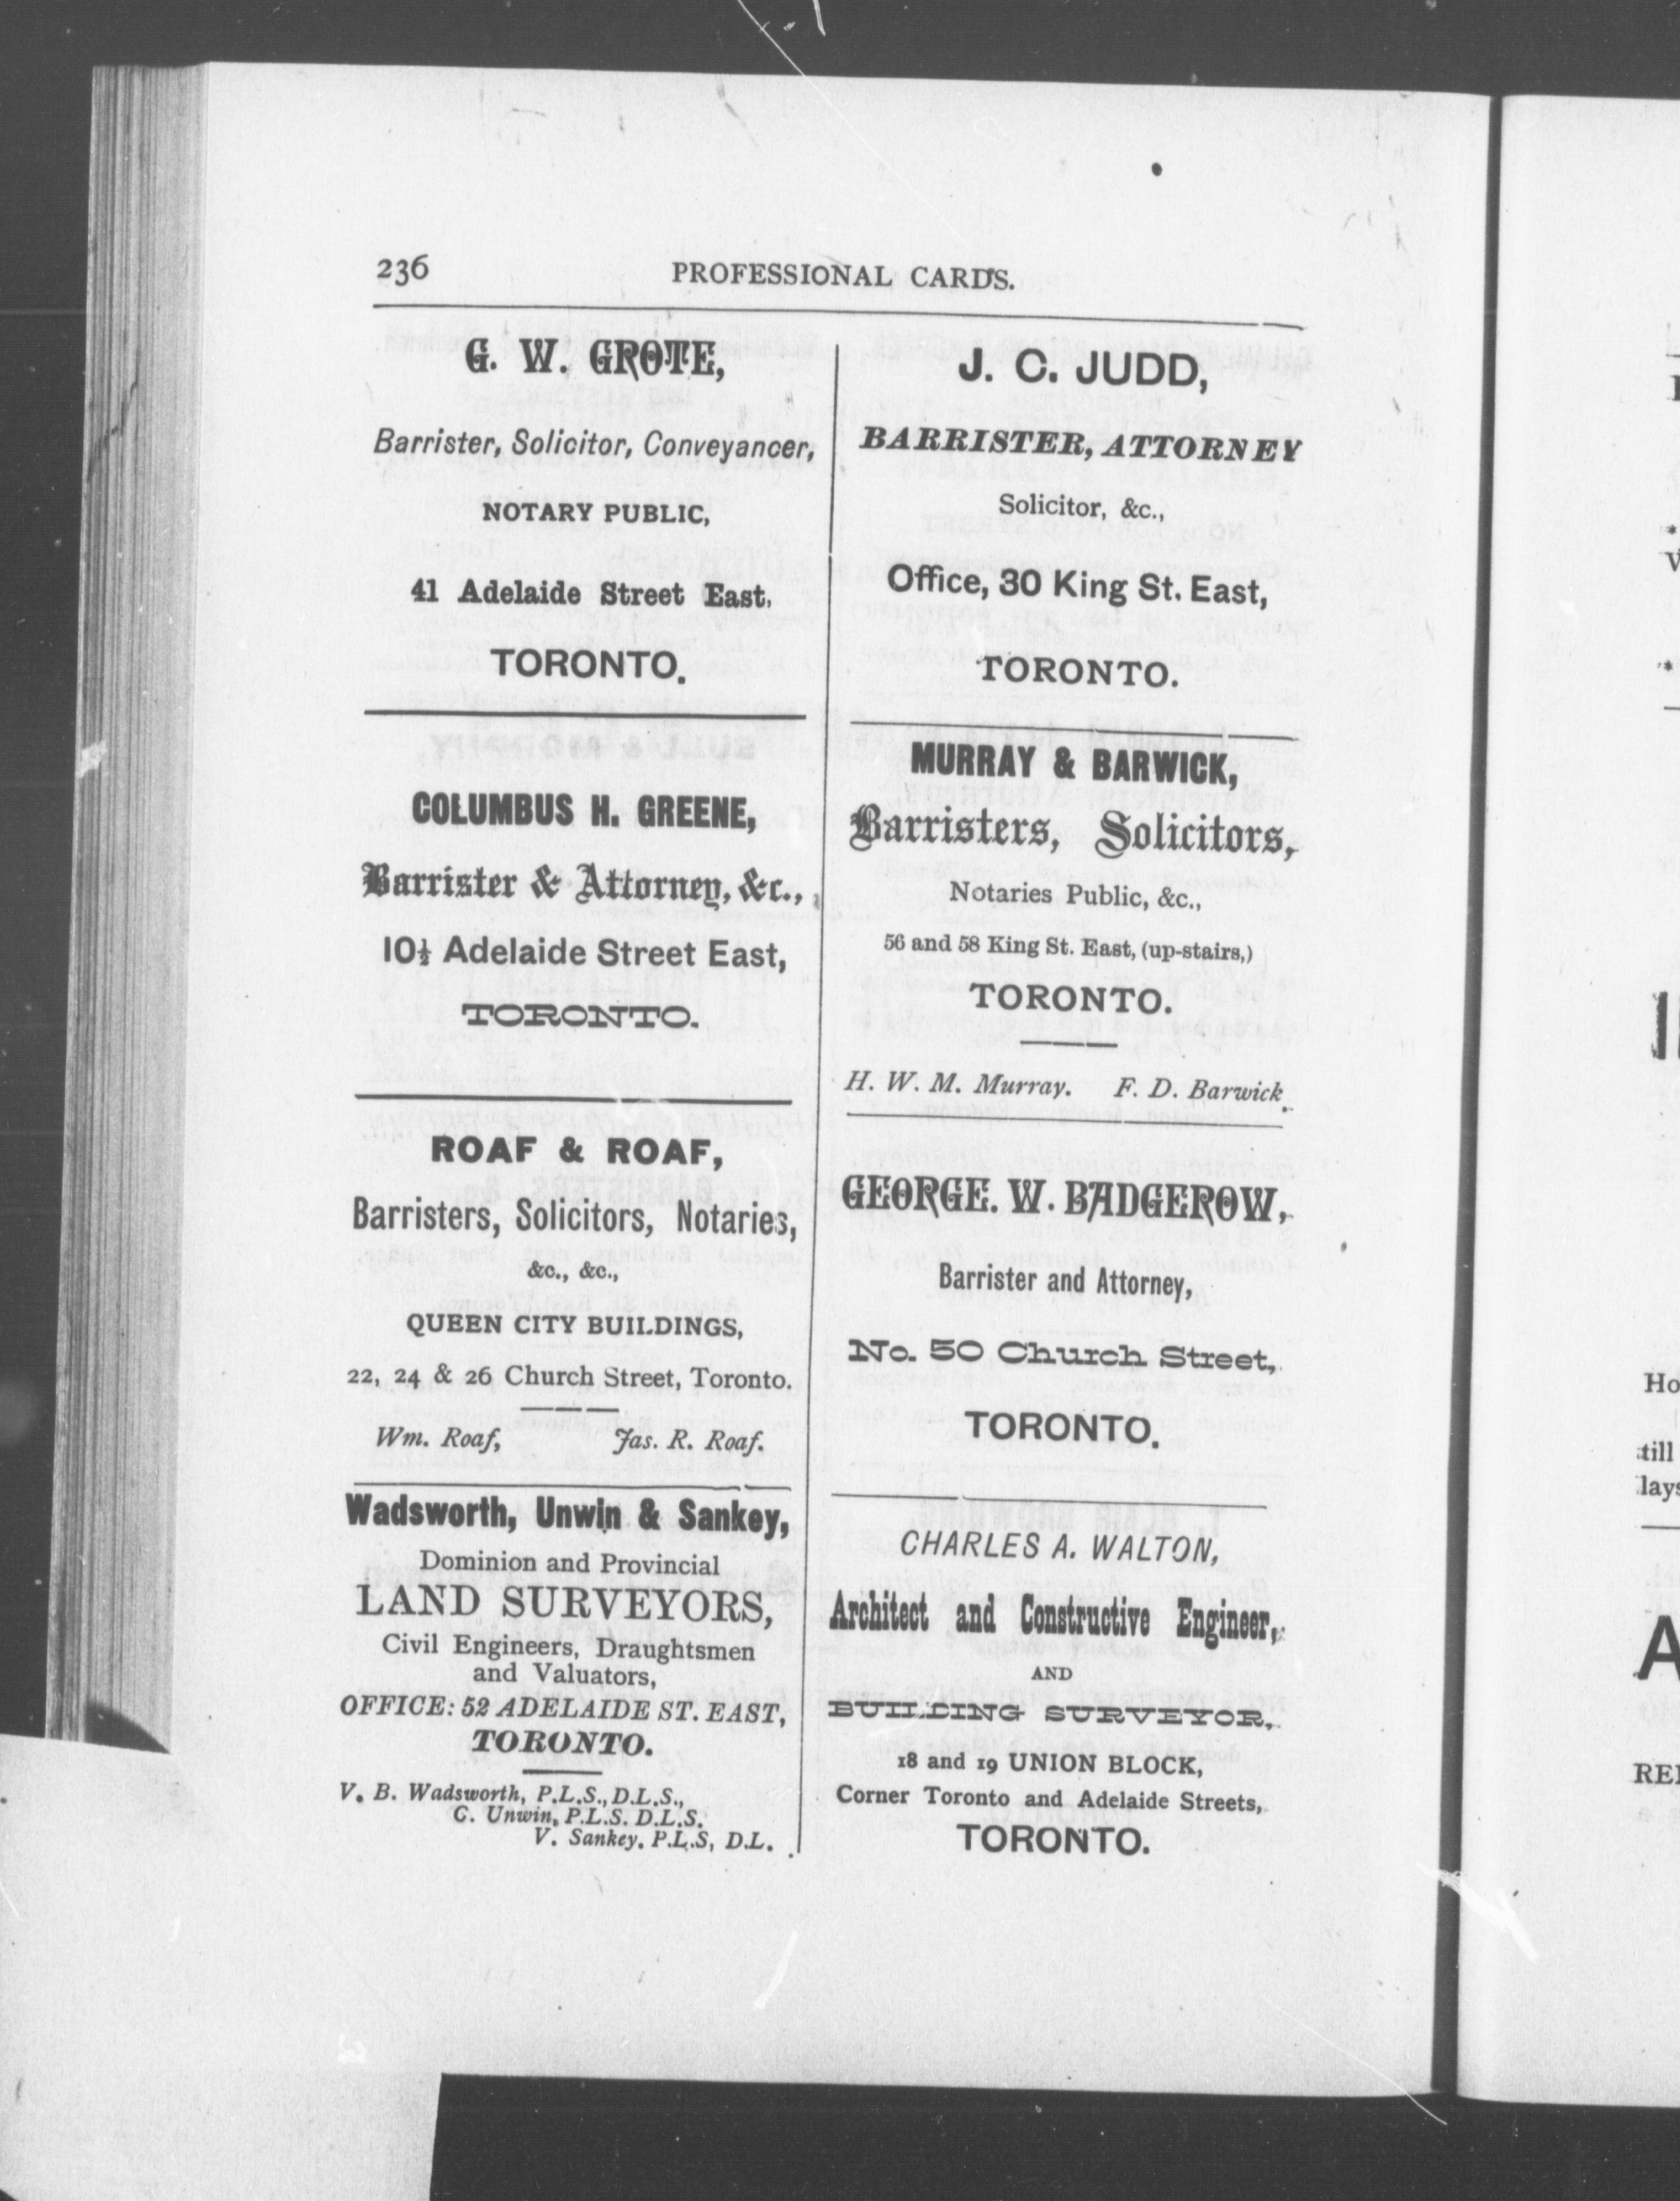 236
PROFESSIONAL CARDS.
G. W. GROTE,
Barrister, Solicitor, Conveyancer,
NOTARY PUBLIC,
41 Adelaide Street East,
TORONTO.
COLUMBUS H. GREENE,
Barrister & Attorney, &c.,
10½ Adelaide Street East,
TORONTO.
ROAF & ROAF,
Barristers, Solicitors, Notaries,
&c., &c.,
QUEEN CITY BUILDINGS,
22, 24 & 26 Church Street, Toronto.
Wm. Roaf, Jas. R. Roaf.
Wadsworth, Unwin & Sankey,
Dominion and Provincial
LAND SURVEYORS,
Civil Engineers, Draughtsmen
and Valuators,
OFFICE: 52 ADELAIDE ST. EAST,
TORONTO.
V. B. Wadsworth, P.L.S., D.L.S.,
C. Unwin, P.L.S. D.L.S.
V. Sankey. P.L.S, D.L.
J. C. JUDD,
BARRISTER, ATTORNEY
Solicitor, &c.,
Office, 30 King St. East,
TORONTO.
MURRAY & BARWICK,
Barristers, Solicitors,
Notaries Public, &c.,
56 and 58 King St. East, (up-stairs,)
TORONTO.
H. W. M. Murray. F. D. Barwick.
GEORGE. W. BADGEROW,
Barrister and Attorney,
No. 50 Church Street,
TORONTO.
CHARLES A. WALTON,
Architect and Constructive Engineer,
AND
BUILDING SURVEYOR,
18 and 19 UNION BLOCK,
Corner Toronto and Adelaide Streets,
TORONTO.